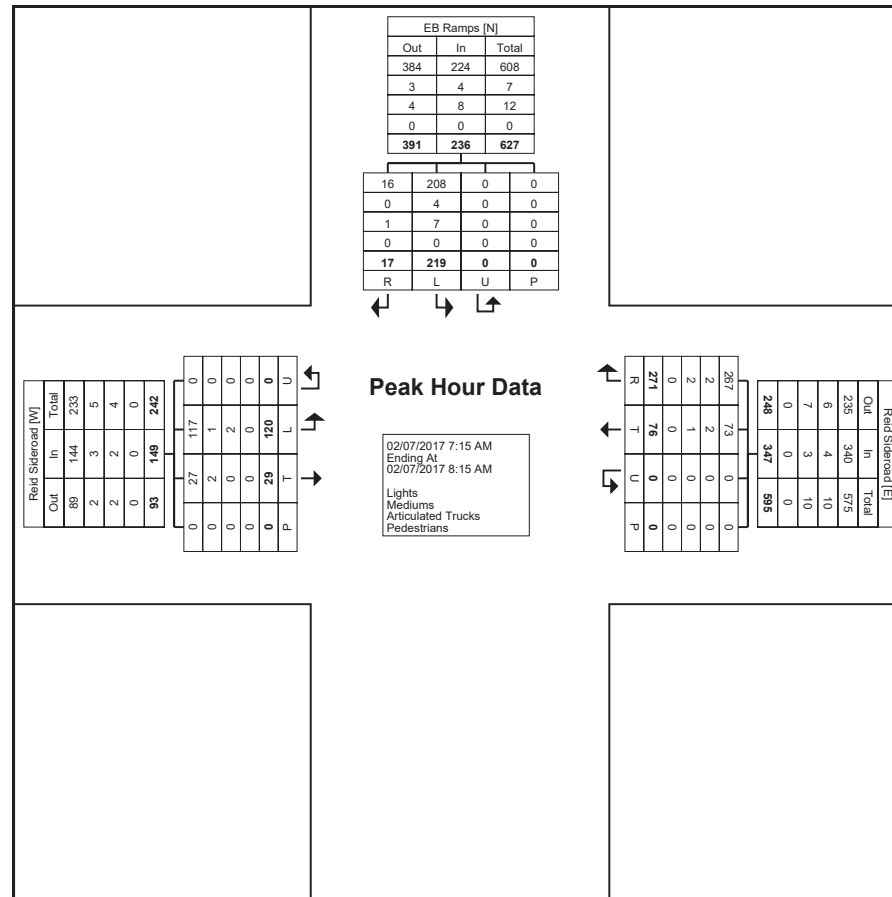 EB Ramps [N]
Out In Total
384 224 608
3 4 7
4 8 12
0 0 0
391 236 627
16 208 0 0
0 4 0 0
1 7 0 0
0 0 0 0
17 219 0 0
R L U P
Reid Sideroad [W]
Total In Out
233 144 89
5 3 2
4 2 2
0 0 0
242 149 93
0 117 27 0
0 1 2 0
0 2 0 0
0 0 0 0
0 120 29 0
U L T P
Peak Hour Data
02/07/2017 7:15 AM
Ending At
02/07/2017 8:15 AM
Lights
Mediums
Articulated Trucks
Pedestrians
R T U P
271 76 0 0
0 0 0 0
2 1 0 0
2 2 0 0
267 73 0 0
Reid Sideroad [E]
Out In Total
235 340 575
6 4 10
7 3 10
0 0 0
248 347 595